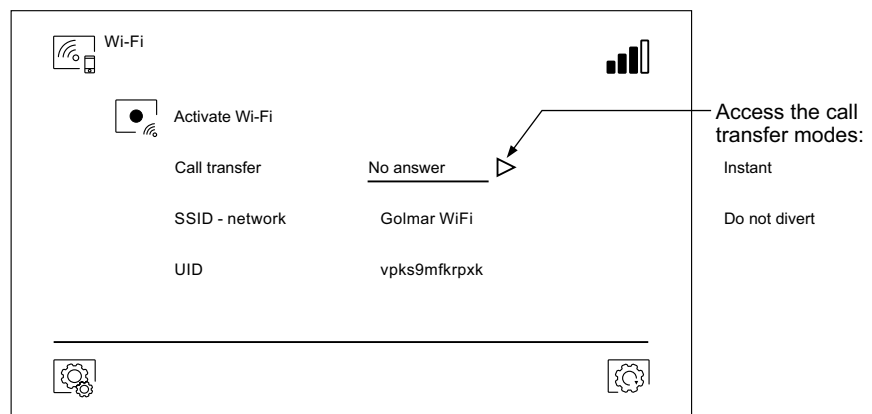 Wi-Fi
Activate Wi-Fi
Access the call
transfer modes:
Call transfer No answer Instant
SSID - network Golmar WiFi Do not divert
UID vpks9mfkrpxk